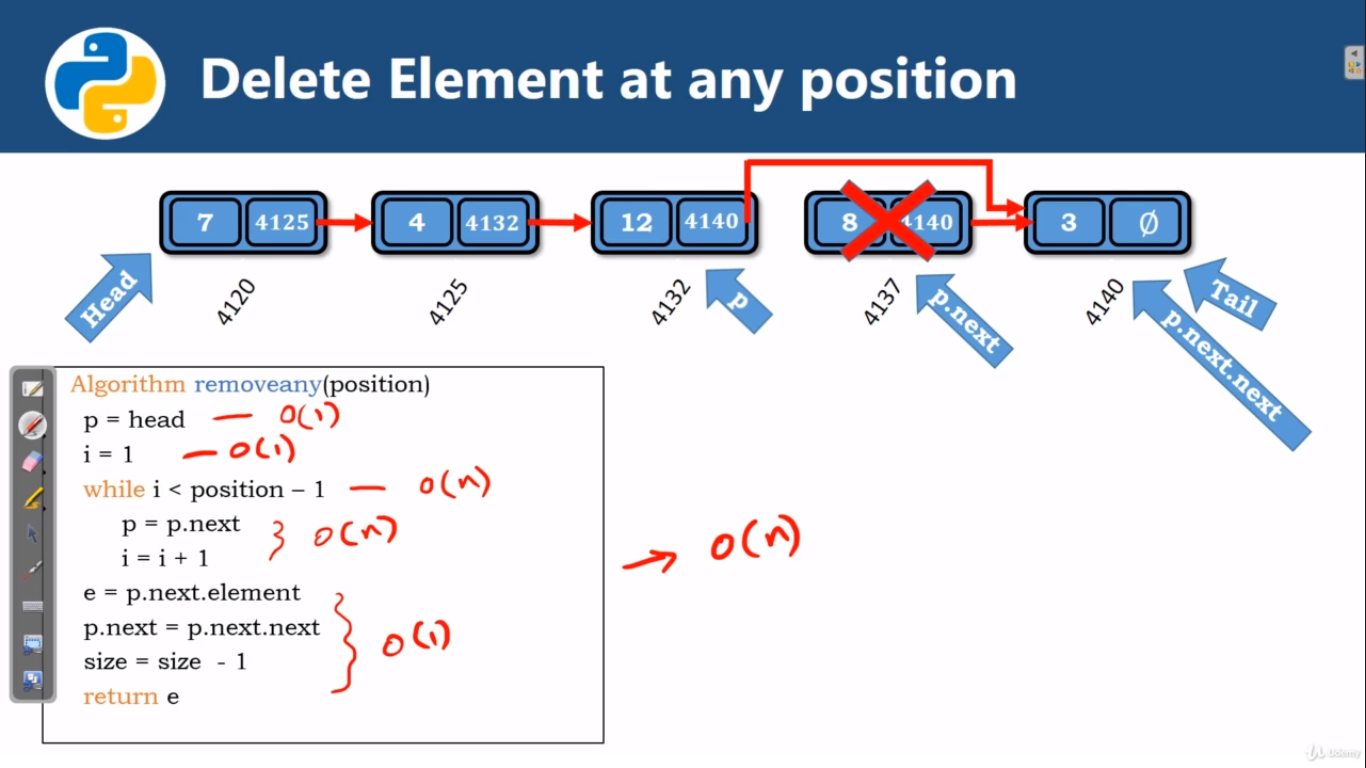 Delete Element at any position
7 4125 4 4132 12 4140 8 4140 3 ∅
Head 4120 4125 4132 p 4137 p.next 4140 Tail
p.next.next
Algorithm removeany(position)
p = head — O(1)
i = 1 — O(1)
while i < position – 1 — O(n)
p = p.next
i = i + 1 } O(n)
→ O(n)
e = p.next.element
p.next = p.next.next
size = size - 1 } O(1)
return e
Udemy